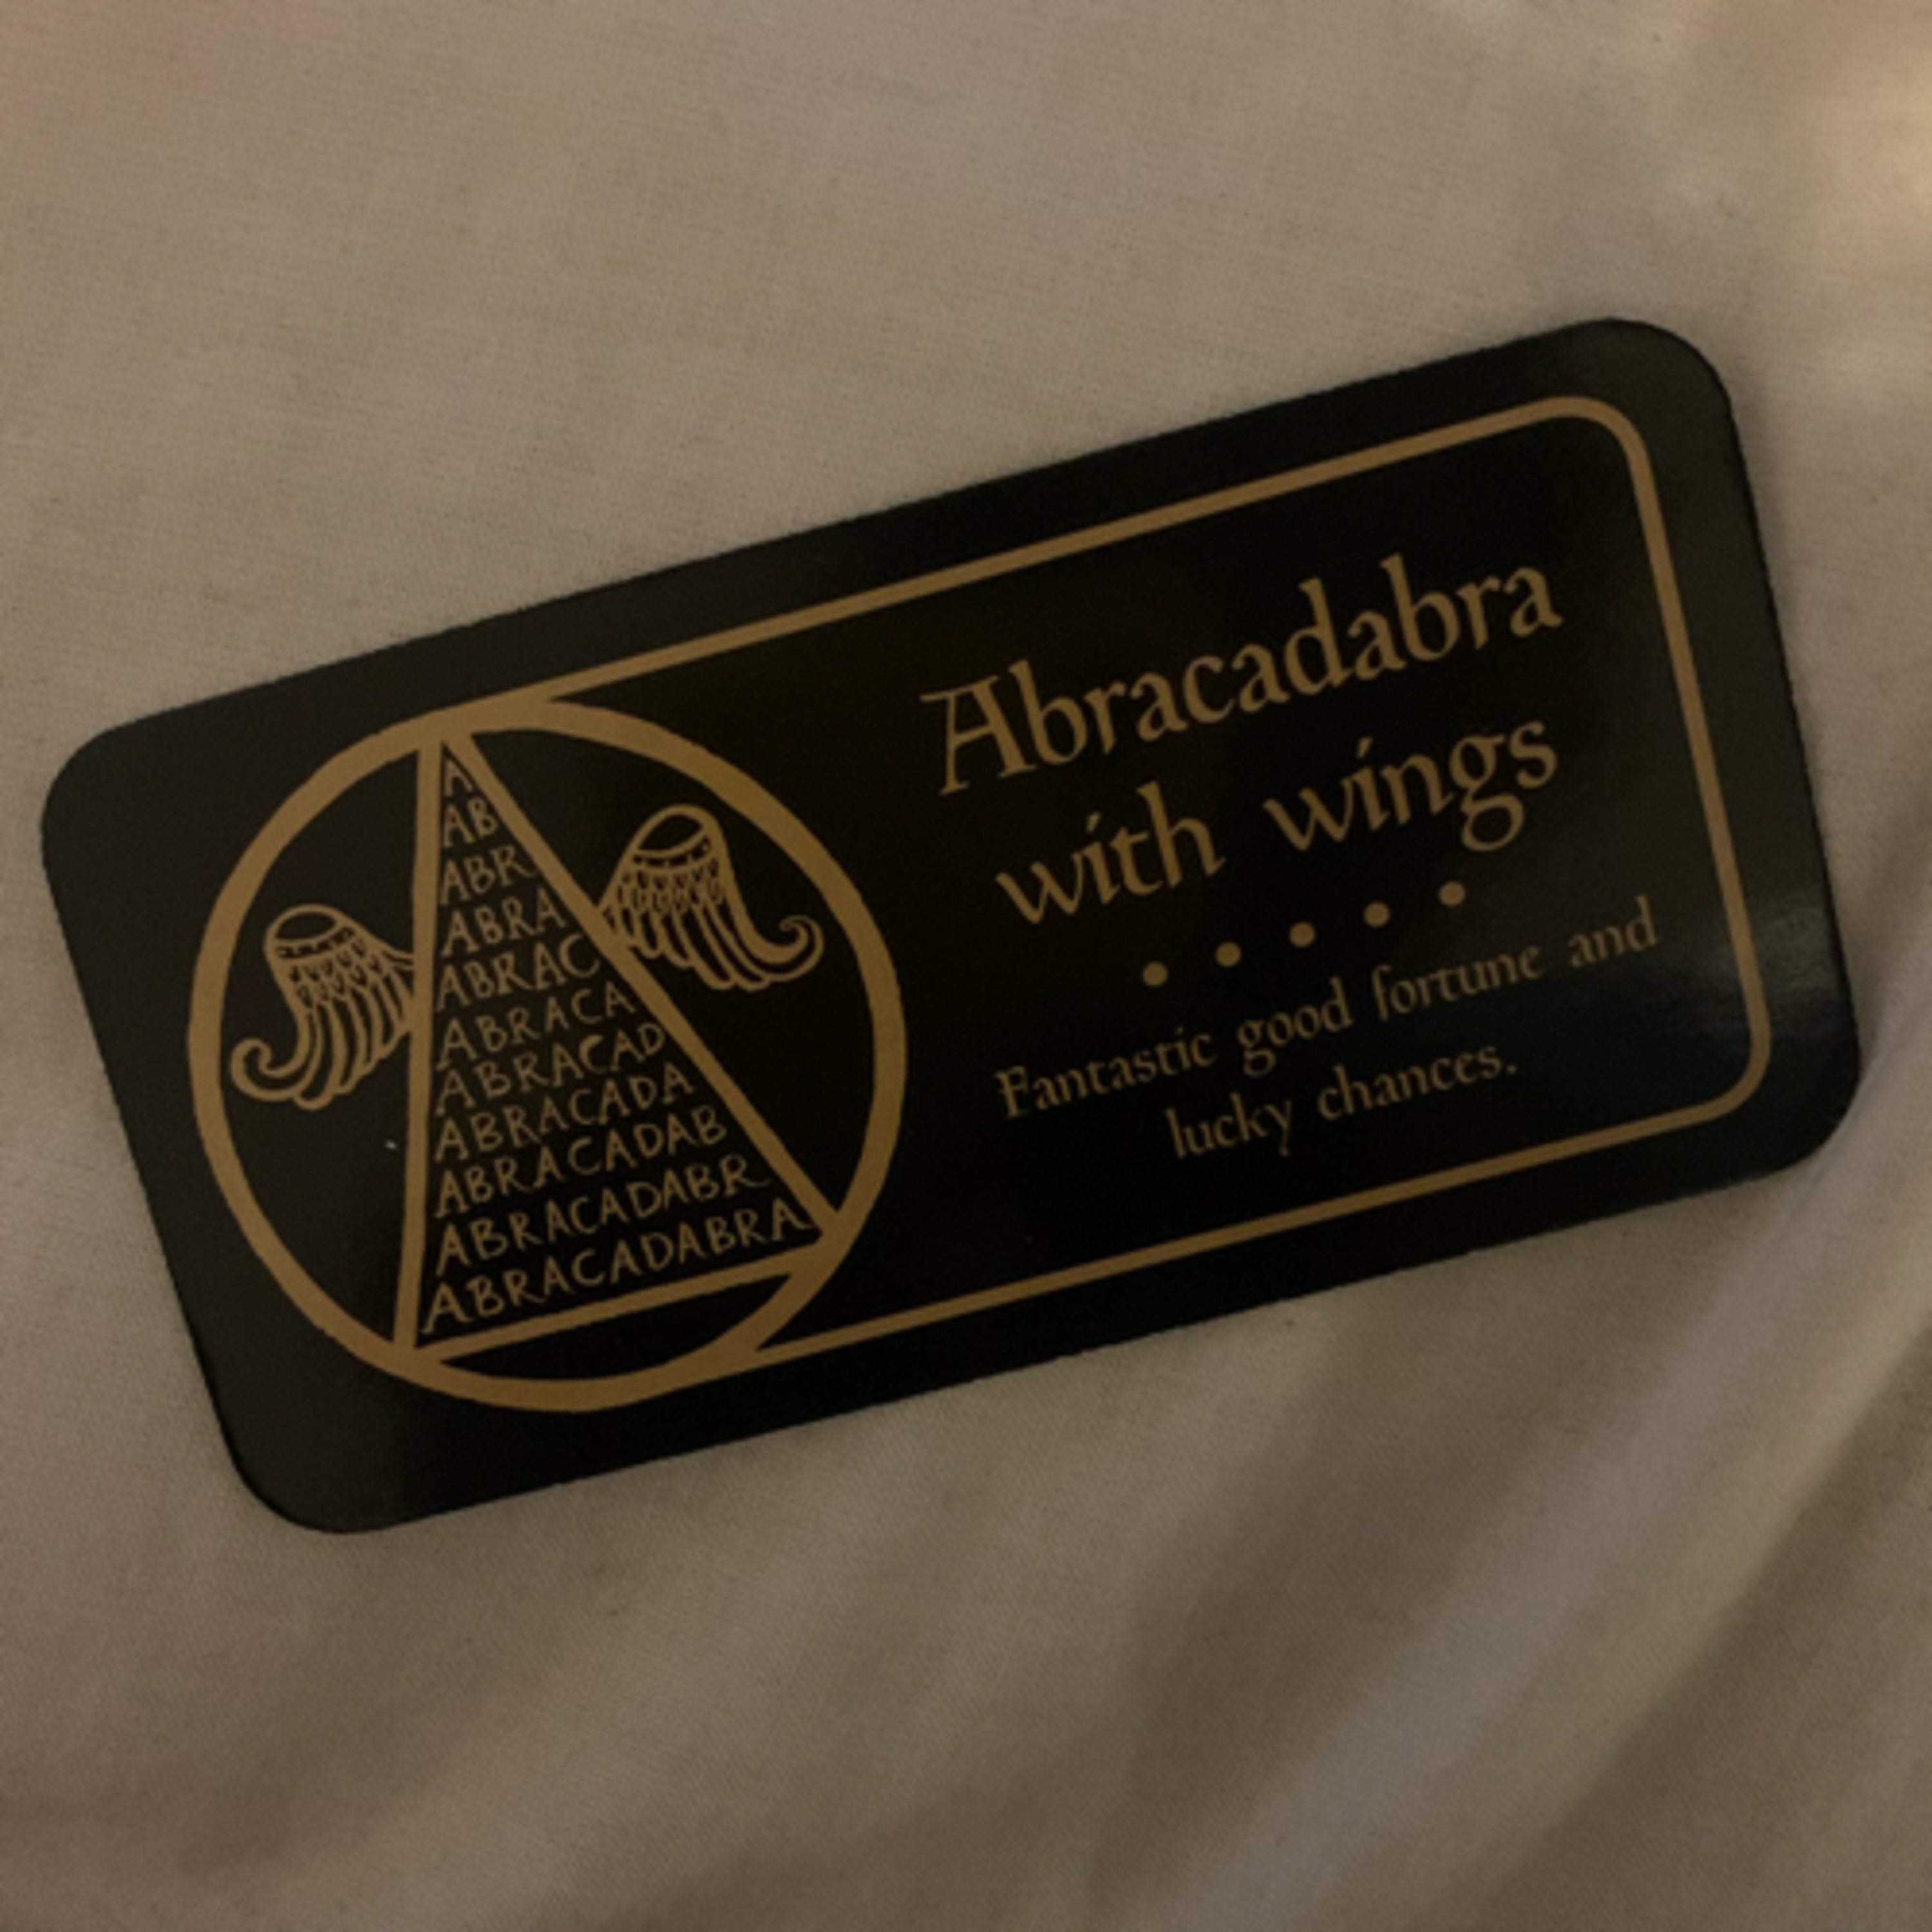 A
AB
ABR
ABRA
ABRAC
ABRACA
ABRACAD
ABRACADA
ABRACADAB
ABRACADABR
ABRACADABRA
Abracadabra
with wings
Fantastic good fortune and
lucky chances.